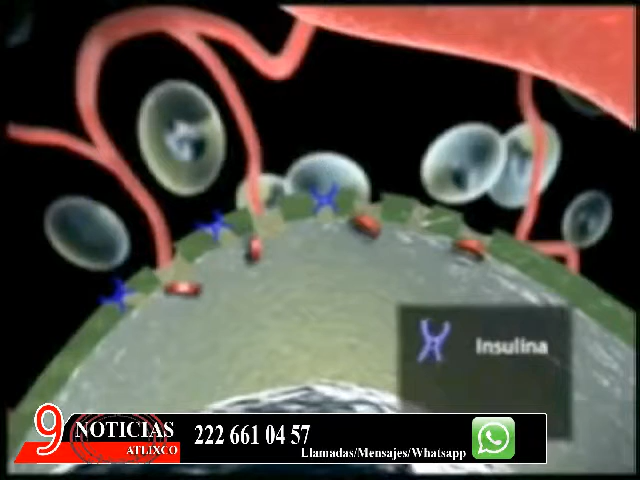 Insulina
9 NOTICIAS
ATLIXCO
222 661 04 57
Llamadas/Mensajes/Whatsapp